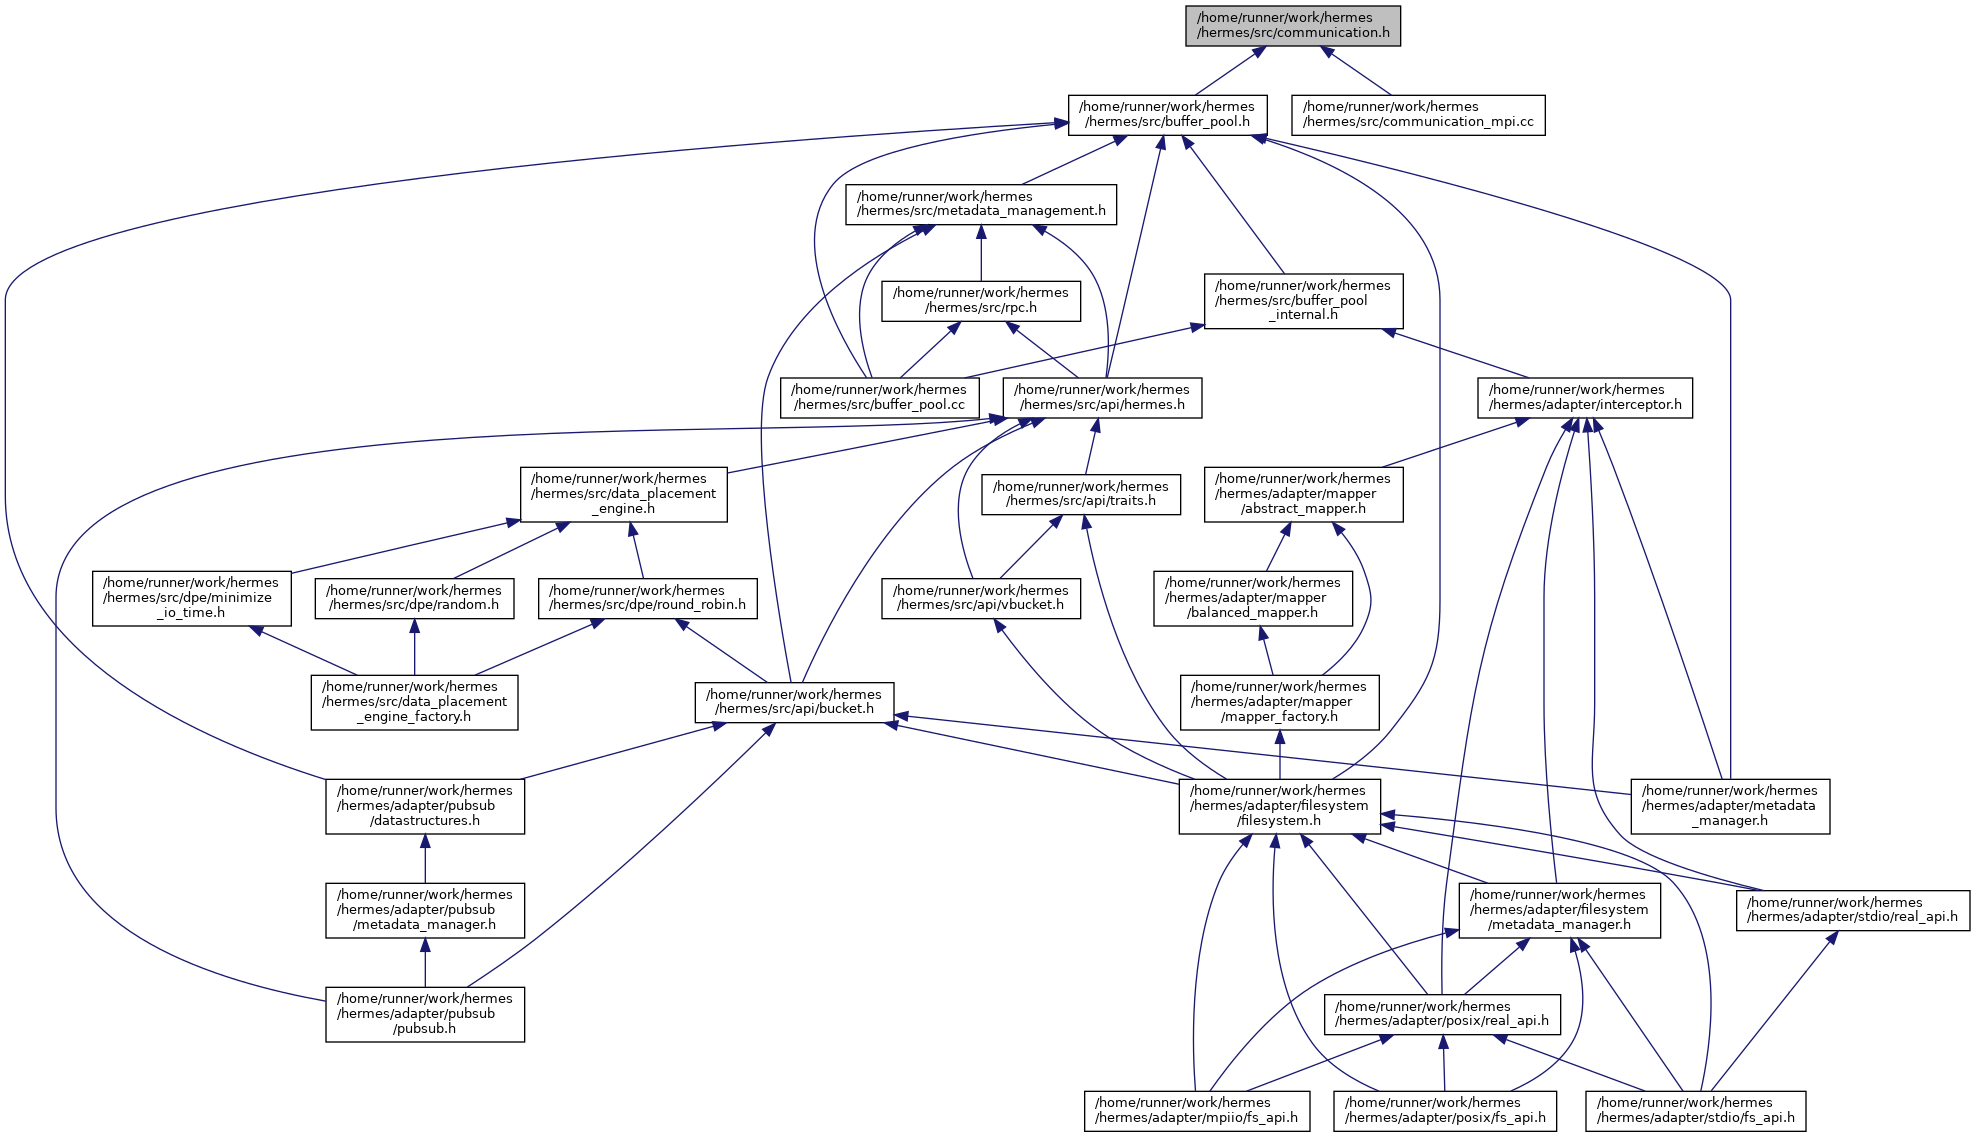 /home/runner/work/hermes
/hermes/src/communication.h
/home/runner/work/hermes
/hermes/src/buffer_pool.h
/home/runner/work/hermes
/hermes/src/communication_mpi.cc
/home/runner/work/hermes
/hermes/src/metadata_management.h
/home/runner/work/hermes
/hermes/src/rpc.h
/home/runner/work/hermes
/hermes/src/buffer_pool
_internal.h
/home/runner/work/hermes
/hermes/src/buffer_pool.cc
/home/runner/work/hermes
/hermes/src/api/hermes.h
/home/runner/work/hermes
/hermes/adapter/interceptor.h
/home/runner/work/hermes
/hermes/src/data_placement
_engine.h
/home/runner/work/hermes
/hermes/src/api/traits.h
/home/runner/work/hermes
/hermes/adapter/mapper
/abstract_mapper.h
/home/runner/work/hermes
/hermes/src/dpe/minimize
_io_time.h
/home/runner/work/hermes
/hermes/src/dpe/random.h
/home/runner/work/hermes
/hermes/src/dpe/round_robin.h
/home/runner/work/hermes
/hermes/src/api/vbucket.h
/home/runner/work/hermes
/hermes/adapter/mapper
/balanced_mapper.h
/home/runner/work/hermes
/hermes/src/data_placement
_engine_factory.h
/home/runner/work/hermes
/hermes/src/api/bucket.h
/home/runner/work/hermes
/hermes/adapter/mapper
/mapper_factory.h
/home/runner/work/hermes
/hermes/adapter/pubsub
/datastructures.h
/home/runner/work/hermes
/hermes/adapter/filesystem
/filesystem.h
/home/runner/work/hermes
/hermes/adapter/metadata
_manager.h
/home/runner/work/hermes
/hermes/adapter/pubsub
/metadata_manager.h
/home/runner/work/hermes
/hermes/adapter/filesystem
/metadata_manager.h
/home/runner/work/hermes
/hermes/adapter/stdio/real_api.h
/home/runner/work/hermes
/hermes/adapter/pubsub
/pubsub.h
/home/runner/work/hermes
/hermes/adapter/posix/real_api.h
/home/runner/work/hermes
/hermes/adapter/mpiio/fs_api.h
/home/runner/work/hermes
/hermes/adapter/posix/fs_api.h
/home/runner/work/hermes
/hermes/adapter/stdio/fs_api.h